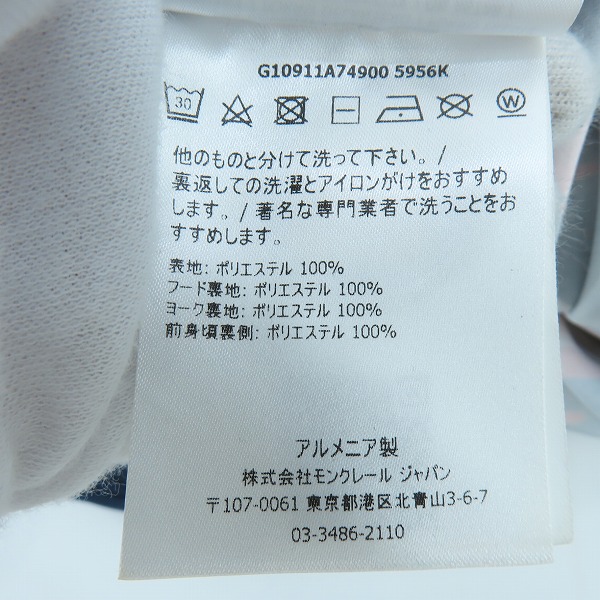 G10911A74900 5956K
30
W
他のものと分けて洗って下さい。/
裏返しての洗濯とアイロンがけをおすすめ
します。/ 著名な専門業者で洗うことをお
すすめします。
表地: ポリエステル 100%
フード裏地: ポリエステル 100%
ヨーク裏地: ポリエステル 100%
前身頃裏側: ポリエステル 100%
アルメニア製
株式会社モンクレール ジャパン
〒107-0061 東京都港区北青山3-6-7
03-3486-2110